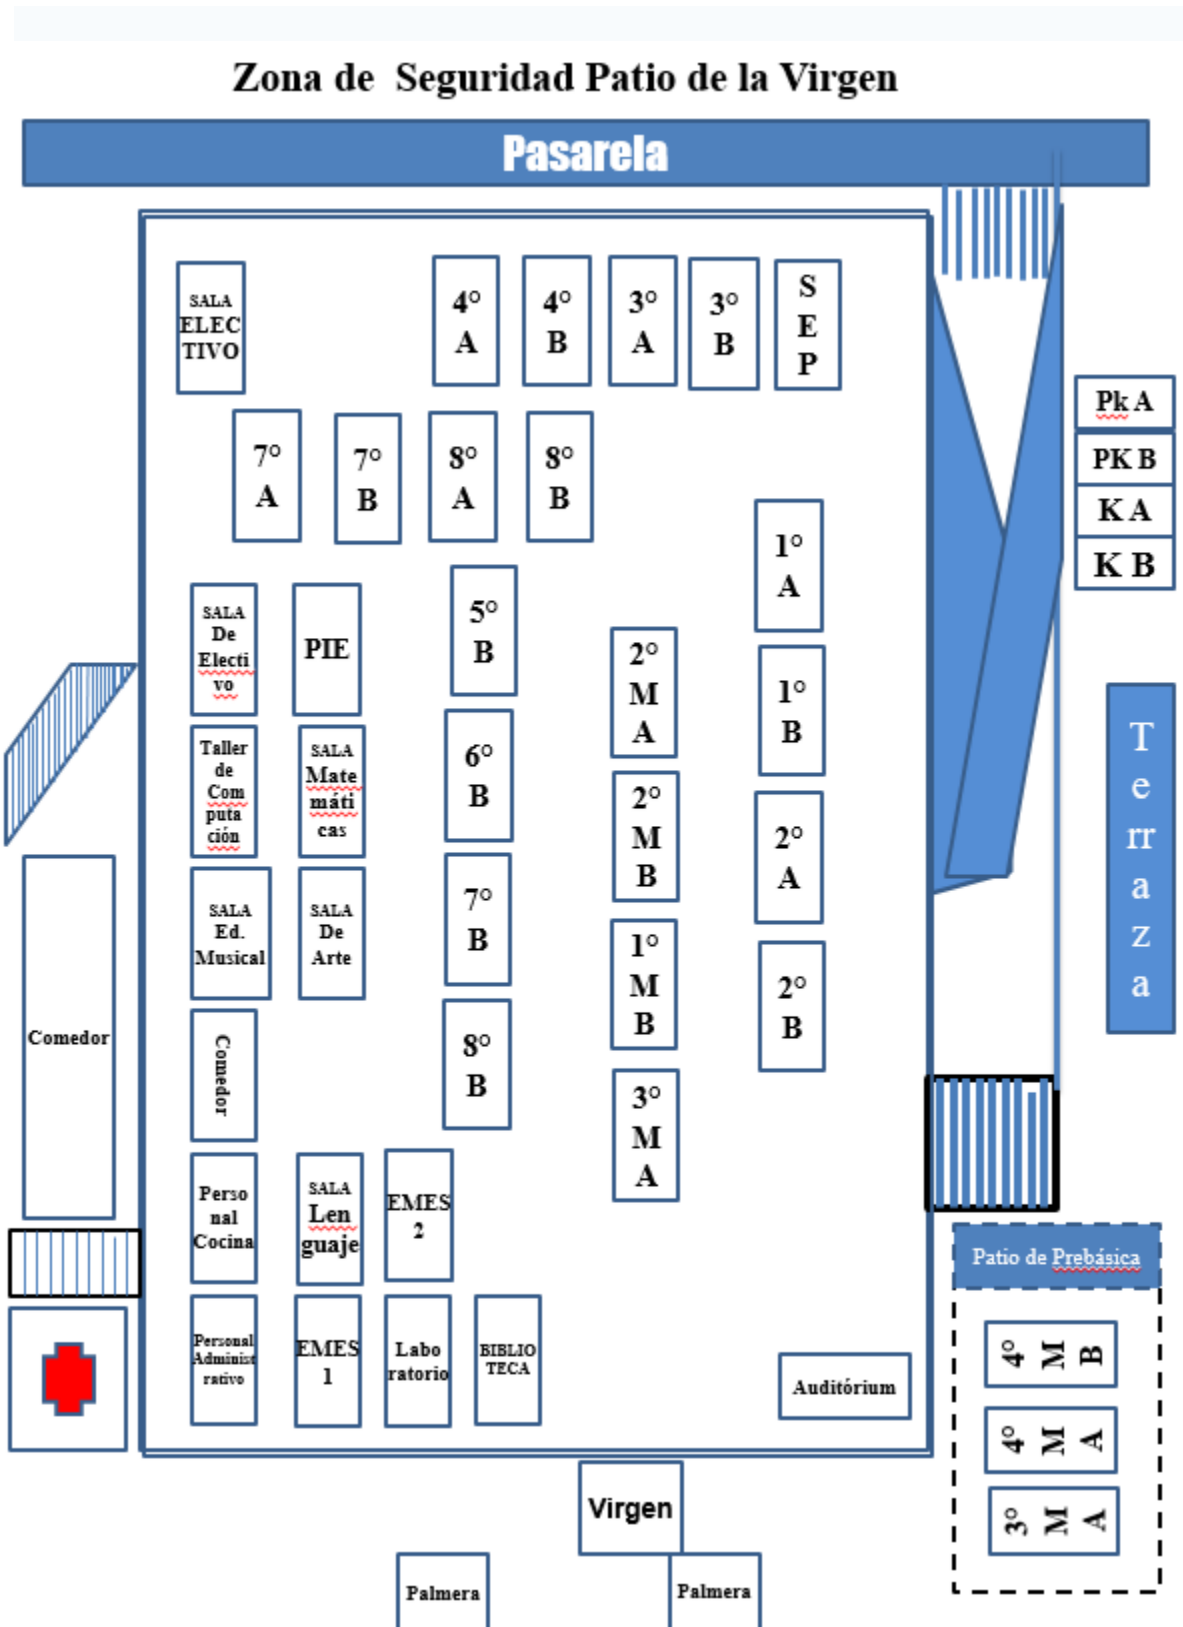 Zona de  Seguridad Patio de la Virgen
Pasarela
SALA
ELEC
TIVO
4°
A
4°
B
3°
A
3°
B
S
E
P
Pk A
PK B
K A
K B
7°
A
7°
B
8°
A
8°
B
1°
A
SALA
De
Electi
vo
PIE
5°
B
2°
M
A
1°
B
Taller
de
Com
puta
ción
SALA
Mate
máti
cas
6°
B
2°
M
B
2°
A
T
e
rr
a
z
a
SALA
Ed.
Musical
SALA
De
Arte
7°
B
1°
M
B
2°
B
Comedor
Comedor
8°
B
3°
M
A
Perso
nal
Cocina
SALA
Len
guaje
EMES
2
Patio de Prebásica
Personal
Administ
rativo
EMES
1
Labo
ratorio
BIBLIO
TECA
Auditórium
4° M B
4° M A
3° M A
Virgen
Palmera
Palmera